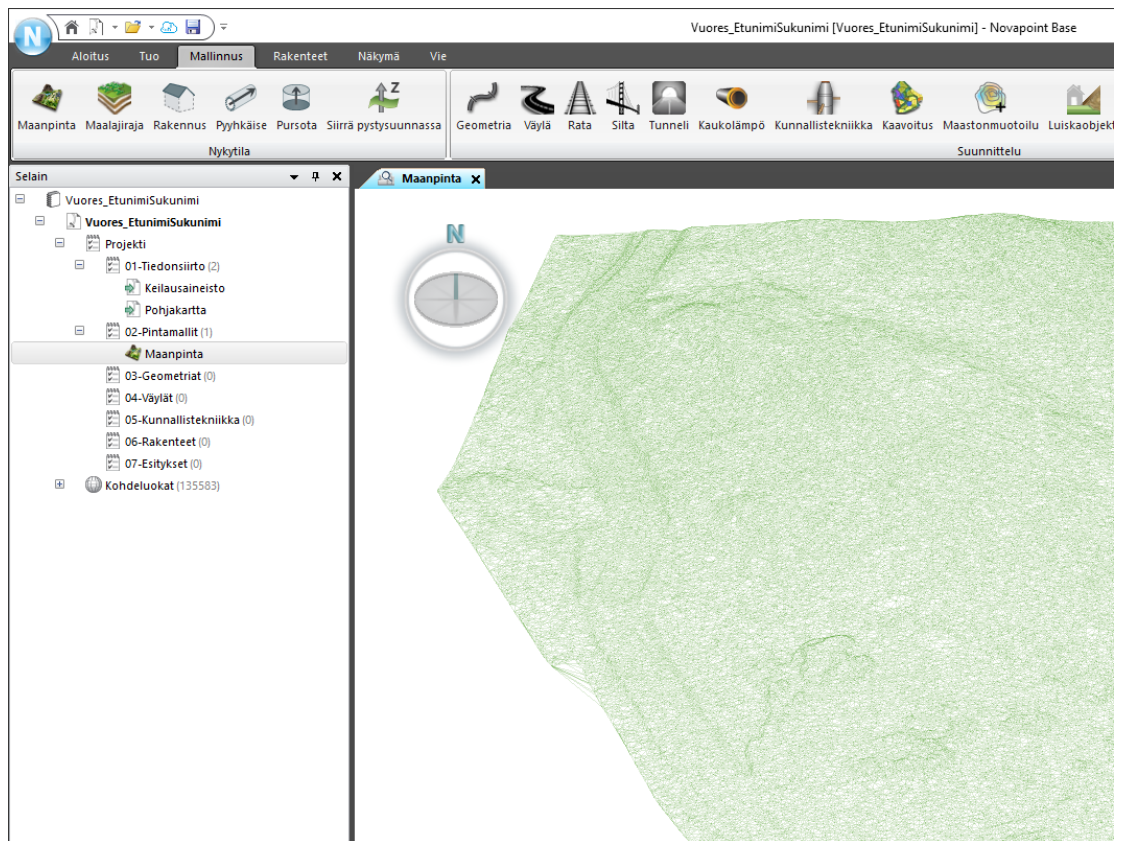 N
Vuores_EtunimiSukunimi [Vuores_EtunimiSukunimi] - Novapoint Base
Aloitus Tuo Mallinnus Rakenteet Näkymä Vie
Z
Maanpinta Maalajiraja Rakennus Pyyhkäise Pursota Siirrä pystysuunnassa Geometria Väylä Rata Silta Tunneli Kaukolämpö Kunnallistekniikka Kaavoitus Maastonmuotoilu Luiskaobjekt
Nykytila Suunnittelu
Selain
Maanpinta
Vuores_EtunimiSukunimi
Vuores_EtunimiSukunimi
Projekti
01-Tiedonsiirto (2)
Keilausaineisto
Pohjakartta
02-Pintamallit (1)
Maanpinta
03-Geometriat (0)
04-Väylät (0)
05-Kunnallistekniikka (0)
06-Rakenteet (0)
07-Esitykset (0)
Kohdeluokat (135583)
N